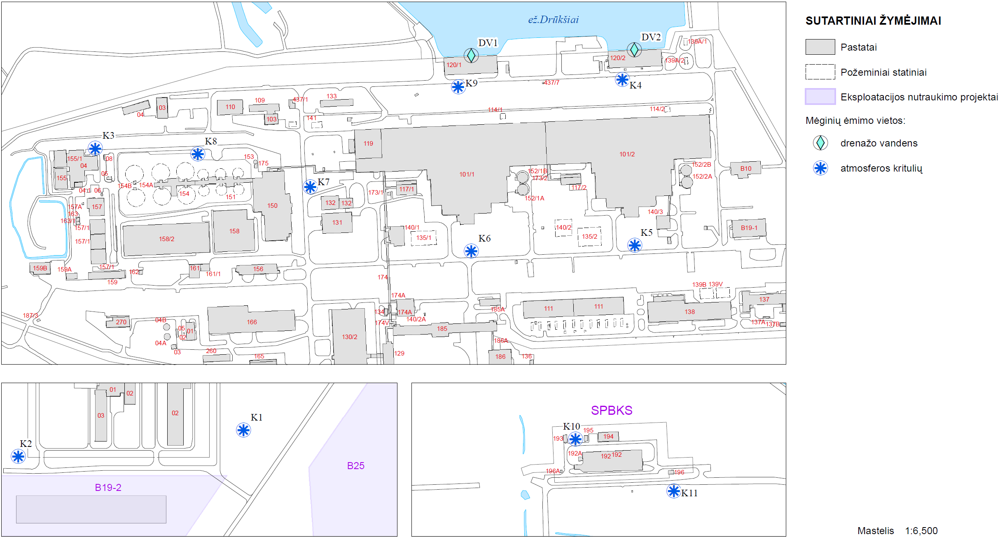 ež.Drūkšiai
DV1
DV2
139A/1
120/1
120/2
139A/2
K9
437/7
K4
04
03
110
109
103
437/1
133
141
114/1
114/2
K3
K8
K7
K6
K5
155/1
04
155
08
05
04 1
06
153
175
154B
154A
154
151
150
119
101/1
101/2
152/1B
173/2
152/1A
117/2
152/2B
152/2A
B10
173/1
117/1
132
132
131
157A
157
163
163/1
157/1
157/1
158/2
158
140/1
135/1
140/2
135/2
140/3
B19-1
159B
159A
157/1
159
162
161
161/1
156
174
174A
174A
134
174V
140/2A
185A
185
111
111
139B
139V
138
137
137A
137B
187/3
270
04B
04A
05
02
01
03
166
260
165
130/2
129
186A
186
136
01
02
03
02
K1
K2
B19-2
B25
SPBKS
K10
193
195
194
192A
192
192
196A
196
K11
SUTARTINIAI ŽYMĖJIMAI
Pastatai
Požeminiai statiniai
Eksploatacijos nutraukimo projektai
Mėginių ėmimo vietos:
drenažo vandens
atmosferos kritulių
Mastelis 1:6,500